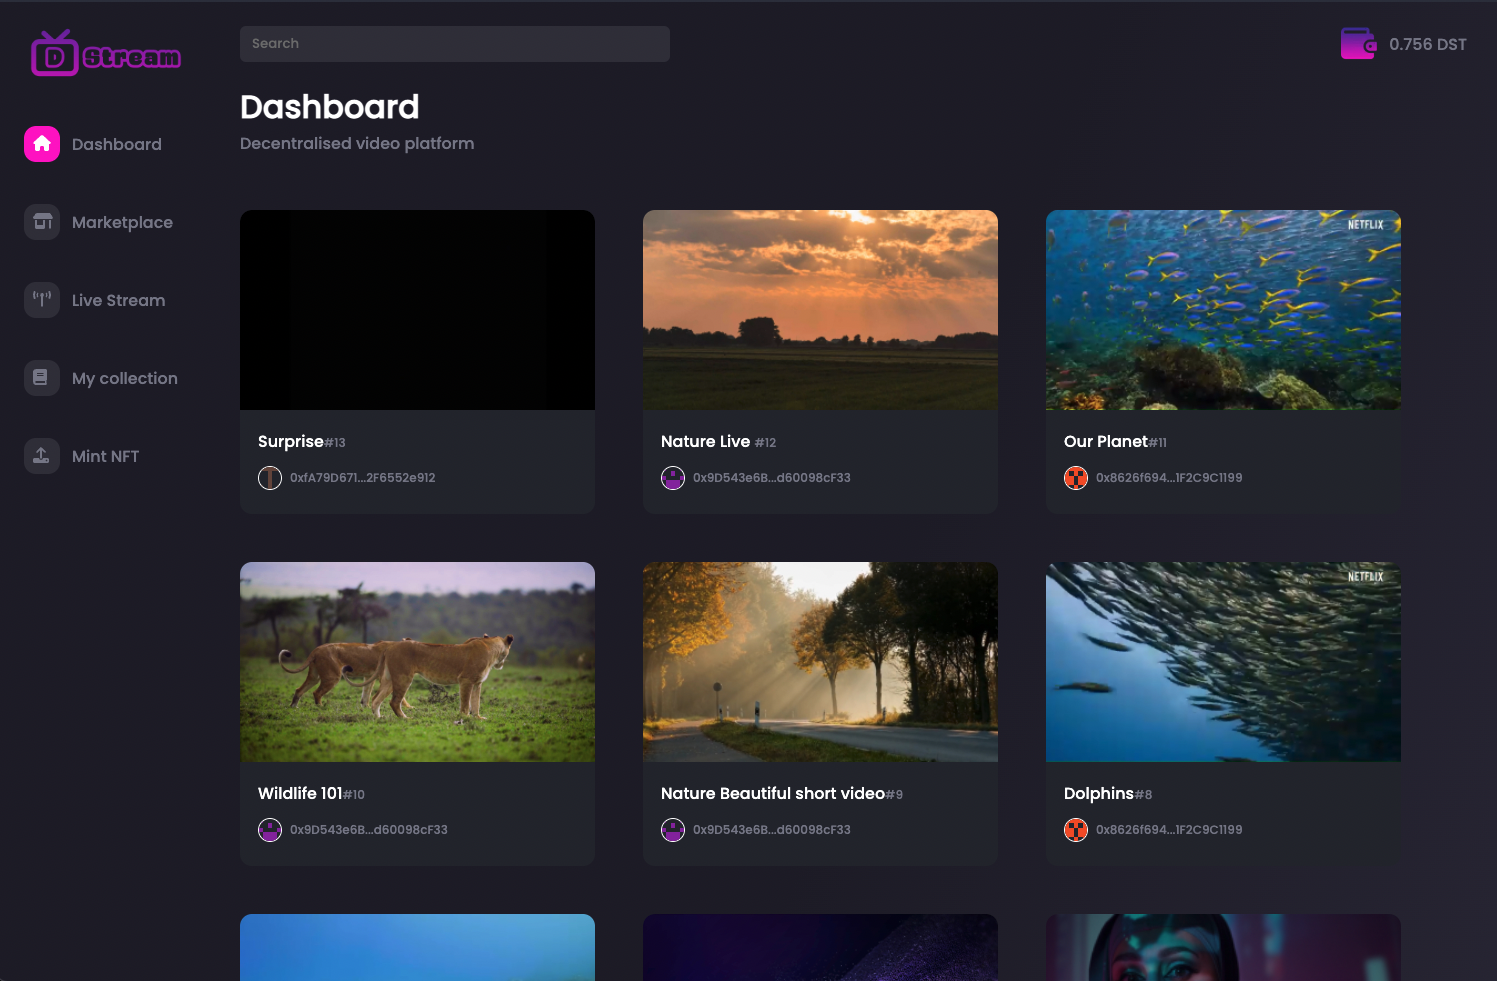 D Stream
Search
0.756 DST
Dashboard
Decentralised video platform
Dashboard
Marketplace
Live Stream
My collection
Mint NFT
NETFLIX
Surprise#13
0xfA79D671...2F6552e912
Nature Live #12
0x9D543e6B...d60098cF33
Our Planet#11
0x8626f694...1F2C9C1199
NETFLIX
Wildlife 101#10
0x9D543e6B...d60098cF33
Nature Beautiful short video#9
0x9D543e6B...d60098cF33
Dolphins#8
0x8626f694...1F2C9C1199